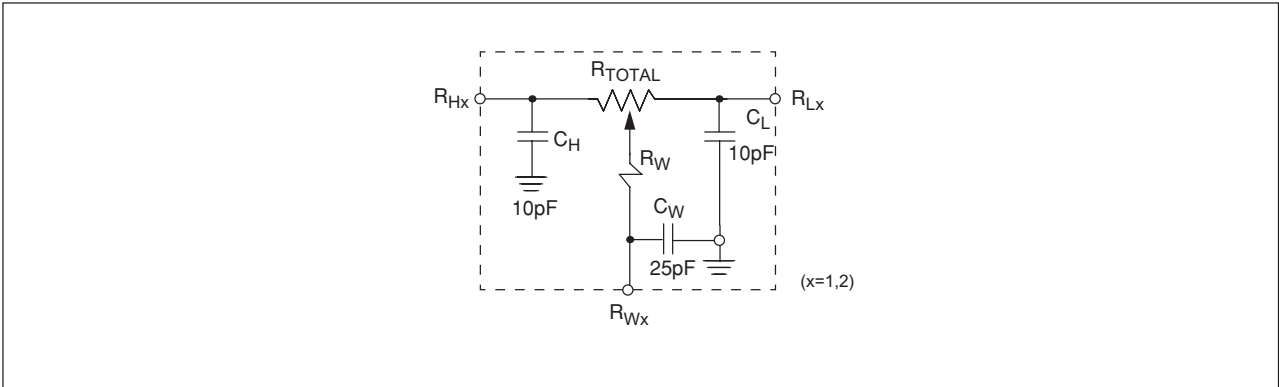 RTOTAL
RHx
RLx
CH
10pF
RW
CL
10pF
CW
25pF
RWx
(x=1,2)